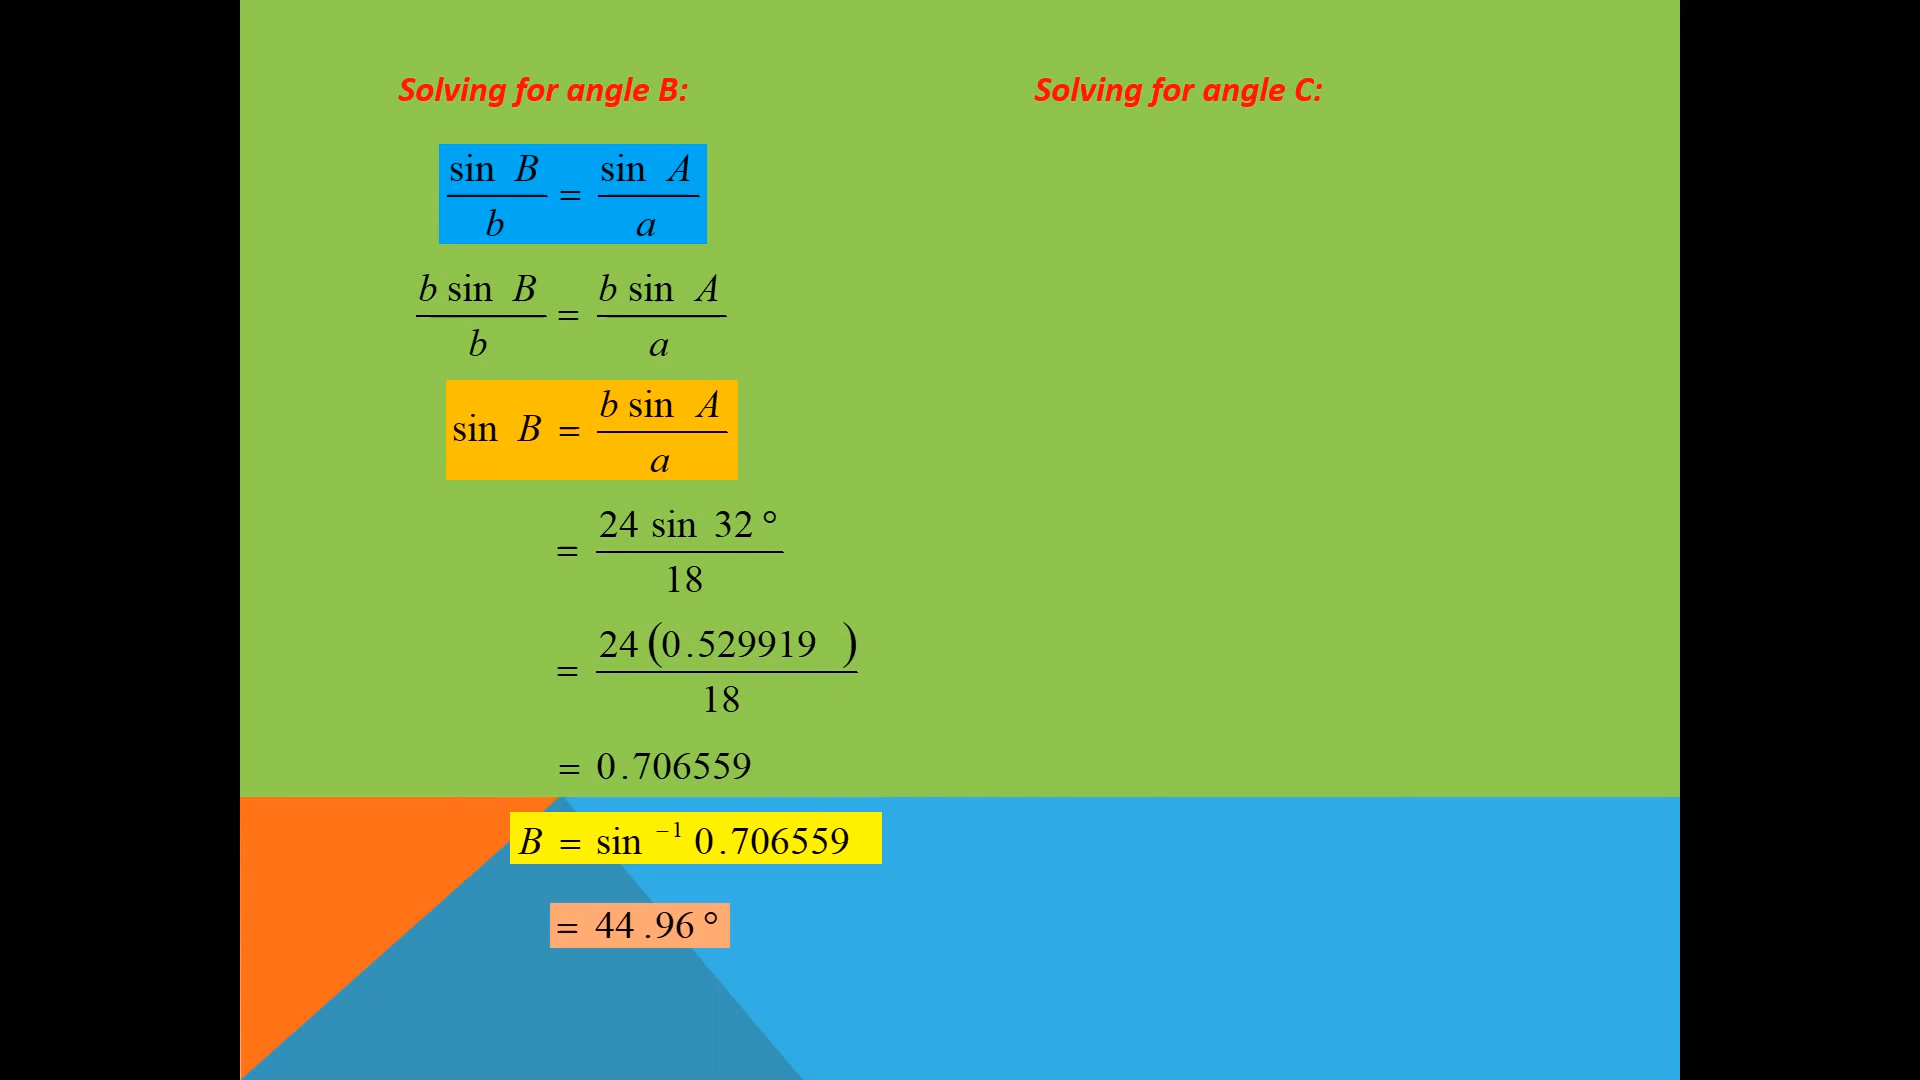 Solving for angle B:
sin B / b = sin A / a
b sin B / b = b sin A / a
sin B = b sin A / a
= 24 sin 32° / 18
= 24 (0.529919) / 18
= 0.706559
B = sin⁻¹ 0.706559
= 44.96°
Solving for angle C: